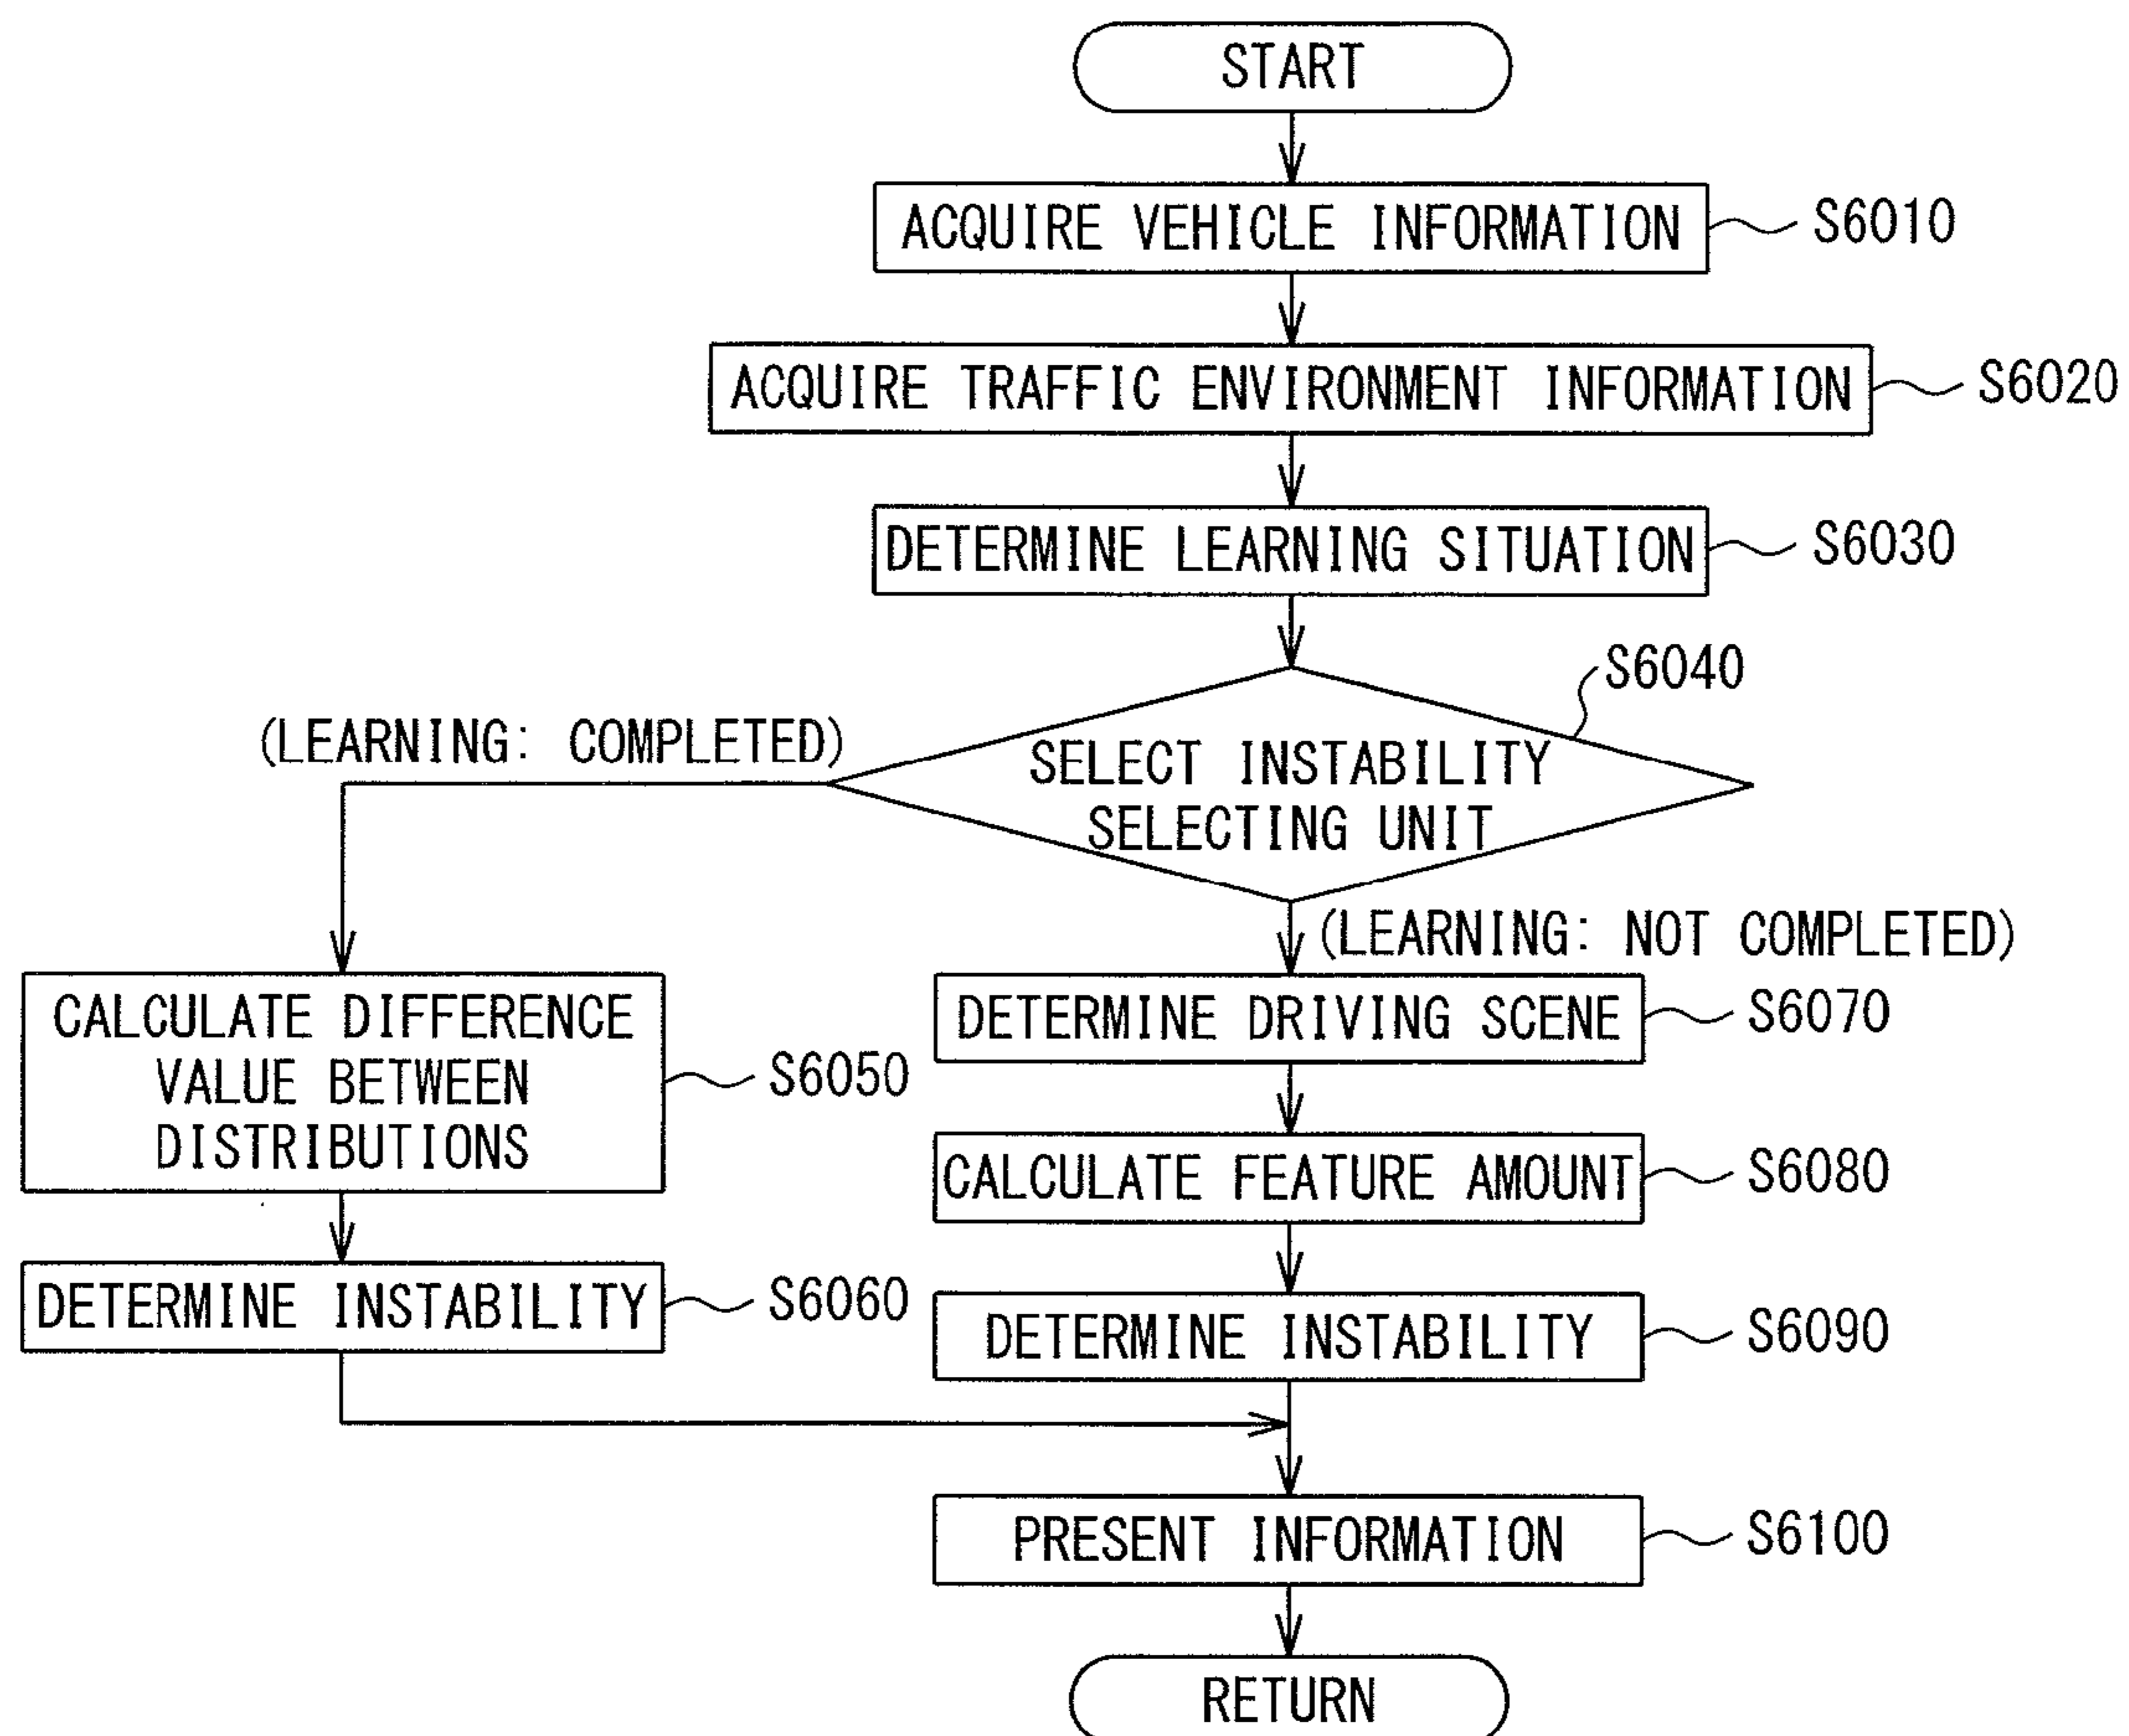 START
ACQUIRE VEHICLE INFORMATION
S6010
ACQUIRE TRAFFIC ENVIRONMENT INFORMATION
S6020
DETERMINE LEARNING SITUATION
S6030
S6040
SELECT INSTABILITY
SELECTING UNIT
(LEARNING: COMPLETED)
(LEARNING: NOT COMPLETED)
CALCULATE DIFFERENCE
VALUE BETWEEN
DISTRIBUTIONS
S6050
DETERMINE INSTABILITY
S6060
DETERMINE DRIVING SCENE
S6070
CALCULATE FEATURE AMOUNT
S6080
DETERMINE INSTABILITY
S6090
PRESENT INFORMATION
S6100
RETURN